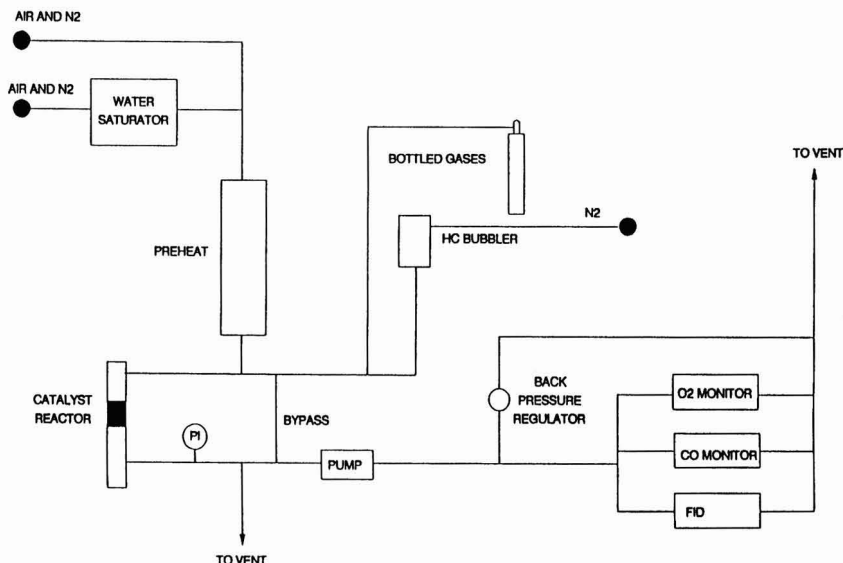 AIR AND N2
AIR AND N2
WATER
SATURATOR
BOTTLED GASES
TO VENT
N2
HC BUBBLER
PREHEAT
CATALYST
REACTOR
PI
BYPASS
BACK
PRESSURE
REGULATOR
O2 MONITOR
CO MONITOR
PUMP
FID
TO VENT